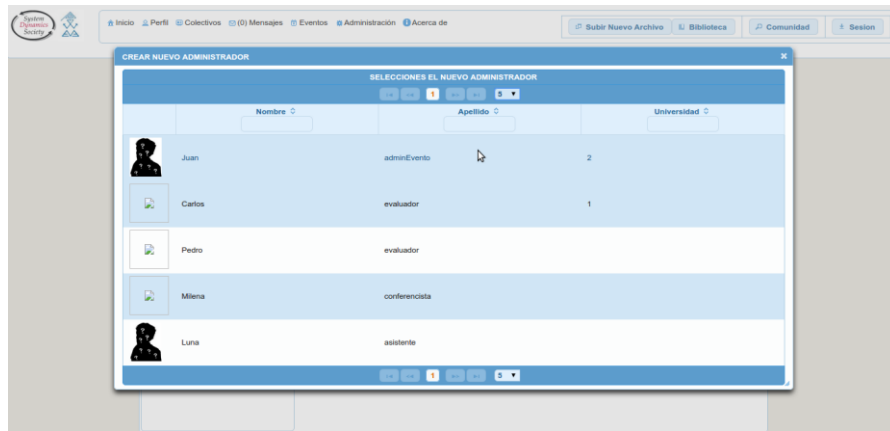 System
Dynamics
Society
Inicio Perfil Colectivos (0) Mensajes Eventos Administración Acerca de
Subir Nuevo Archivo Biblioteca Comunidad Sesion
CREAR NUEVO ADMINISTRADOR
SELECCIONES EL NUEVO ADMINISTRADOR
1 5
Nombre Apellido Universidad
Juan adminEvento 2
Carlos evaluador 1
Pedro evaluador
Milena conferencista
Luna asistente
1 5